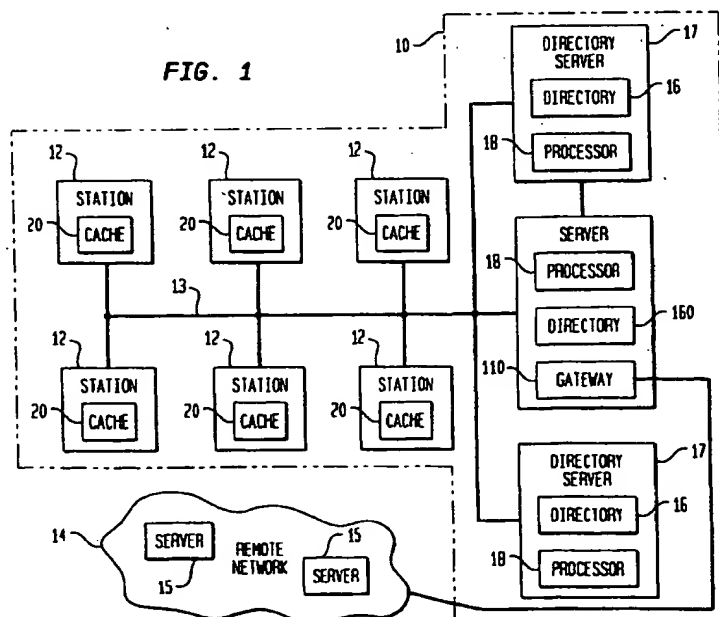 FIG. 1
10
DIRECTORY
SERVER
17
DIRECTORY
16
18
PROCESSOR
12
STATION
20
CACHE
12
STATION
20
CACHE
12
STATION
20
CACHE
13
SERVER
18
PROCESSOR
DIRECTORY
160
110
GATEWAY
12
STATION
20
CACHE
12
STATION
20
CACHE
12
STATION
20
CACHE
DIRECTORY
SERVER
17
DIRECTORY
16
18
PROCESSOR
14
SERVER
15
REMOTE
NETWORK
15
SERVER